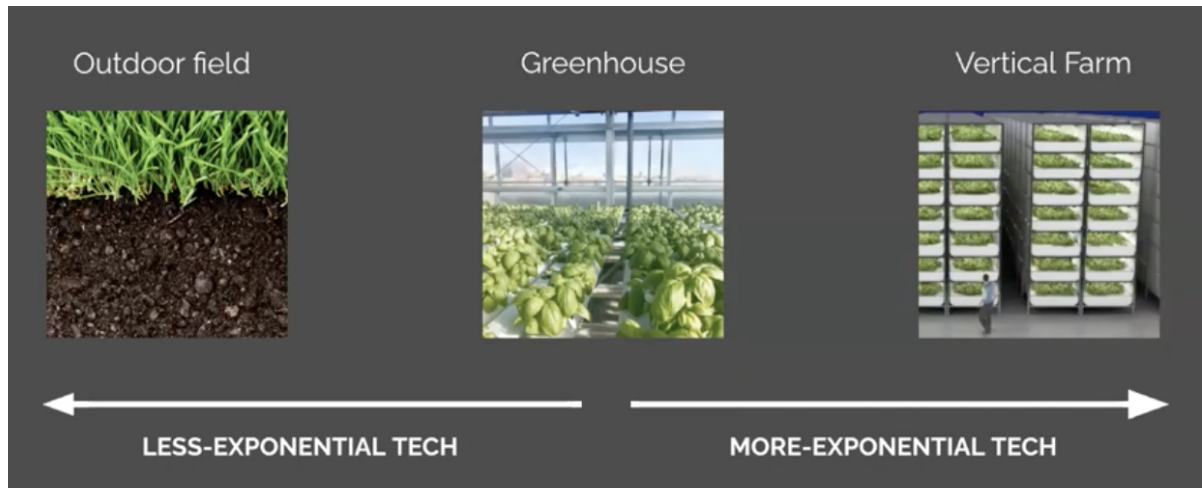 Outdoor field
Greenhouse
Vertical Farm
LESS-EXPONENTIAL TECH
MORE-EXPONENTIAL TECH